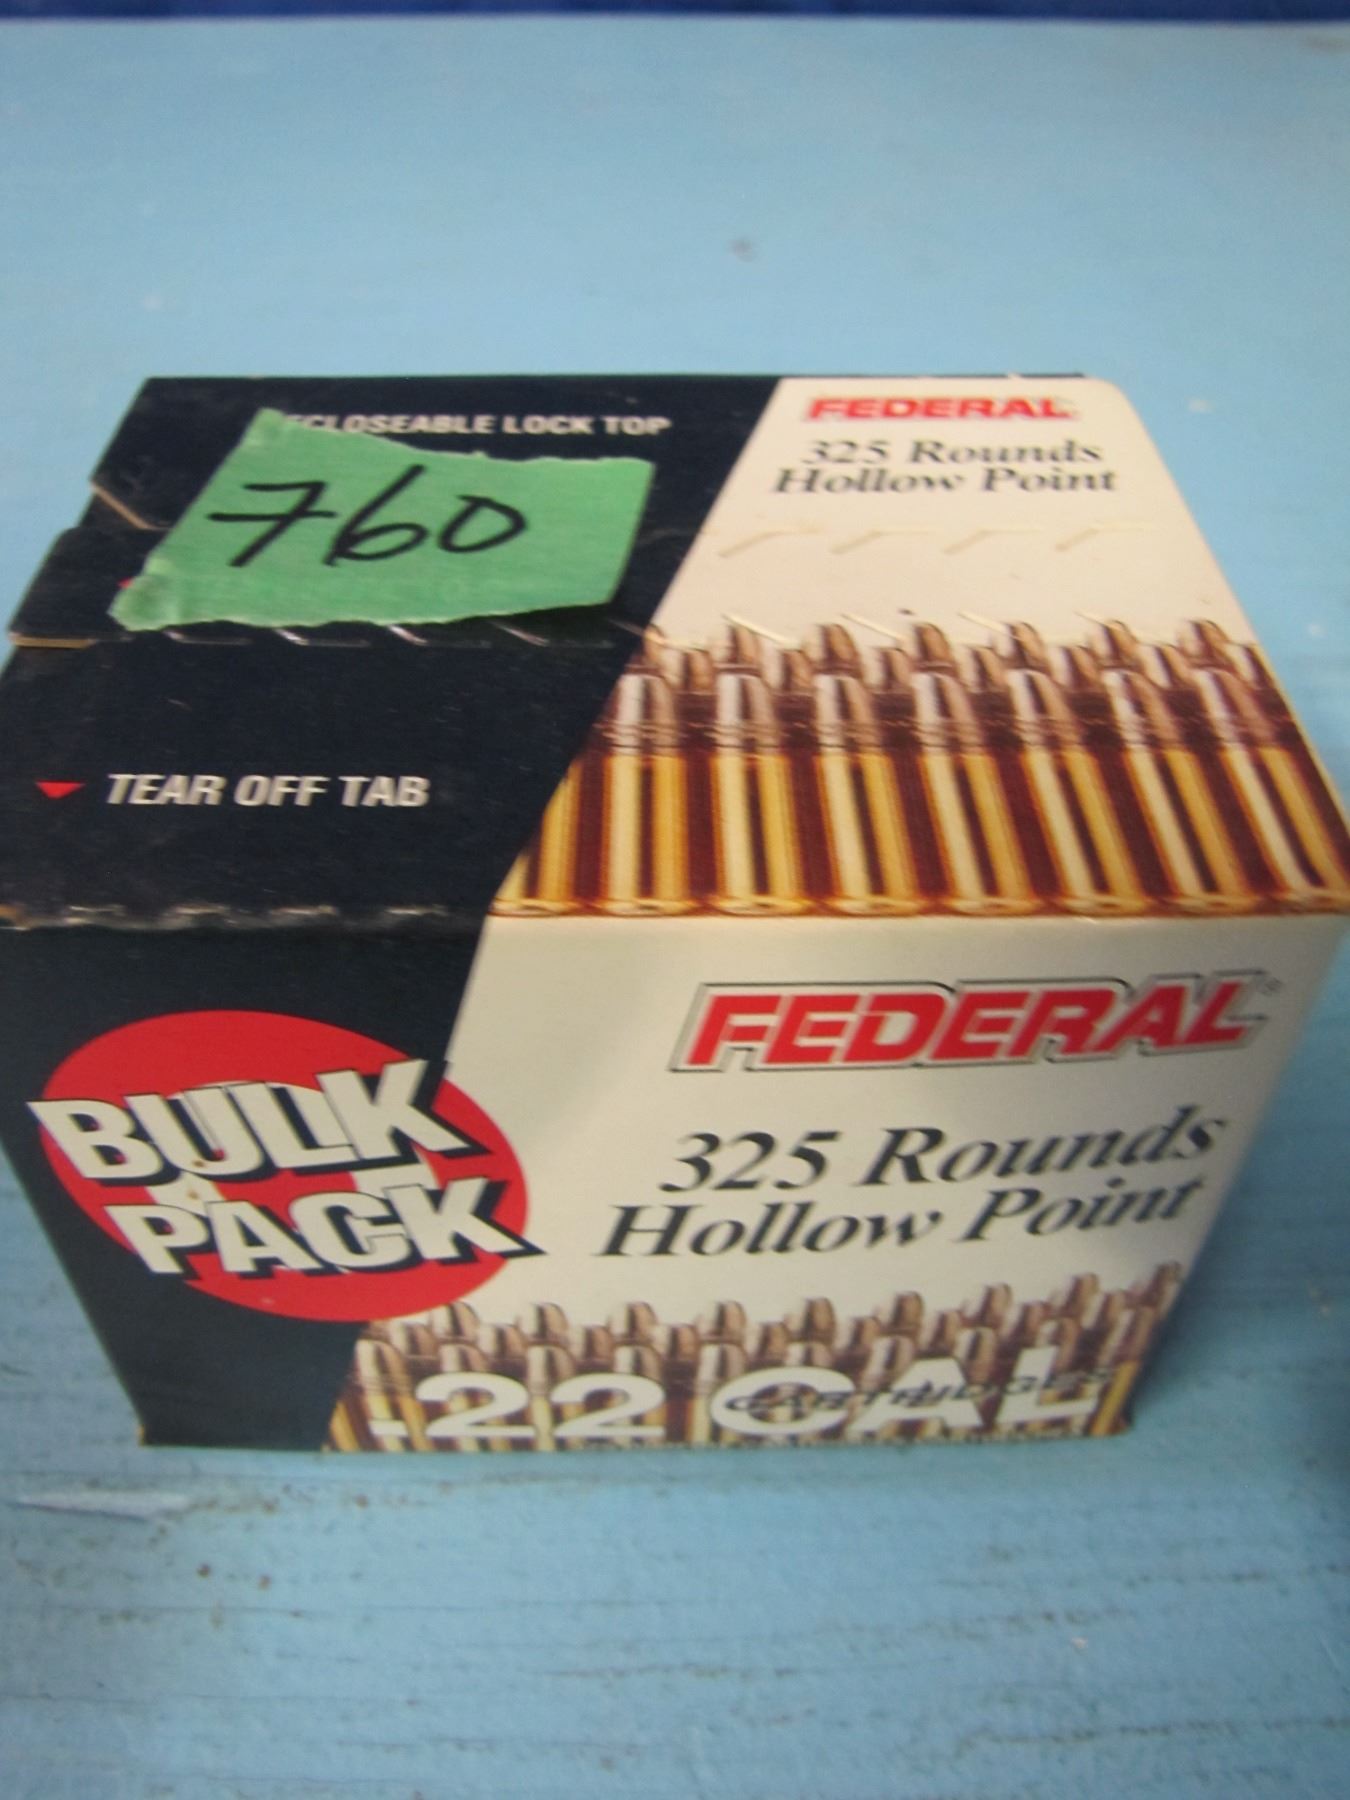 ECLOSEABLE LOCK TOP
760
TEAR OFF TAB
FEDERAL
325 Rounds
Hollow Point
BULK
PACK
FEDERAL®
325 Rounds
Hollow Point
.22 CAL
CARTRIDGES